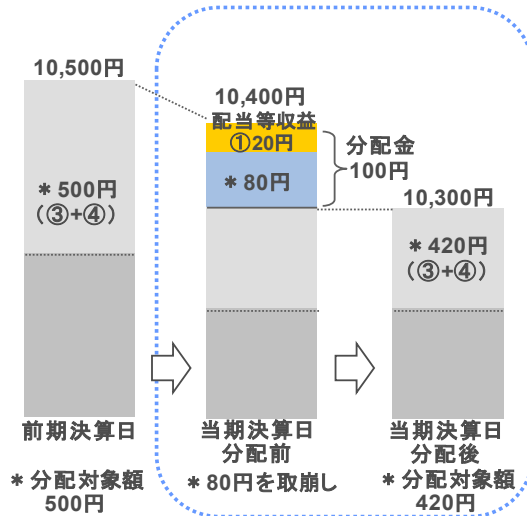 10,500円
＊500円
（③+④）
前期決算日
＊分配対象額
500円
10,400円
配当等収益
①20円
＊80円
分配金
100円
当期決算日
分配前
＊80円を取崩し
10,300円
＊420円
（③+④）
当期決算日
分配後
＊分配対象額
420円